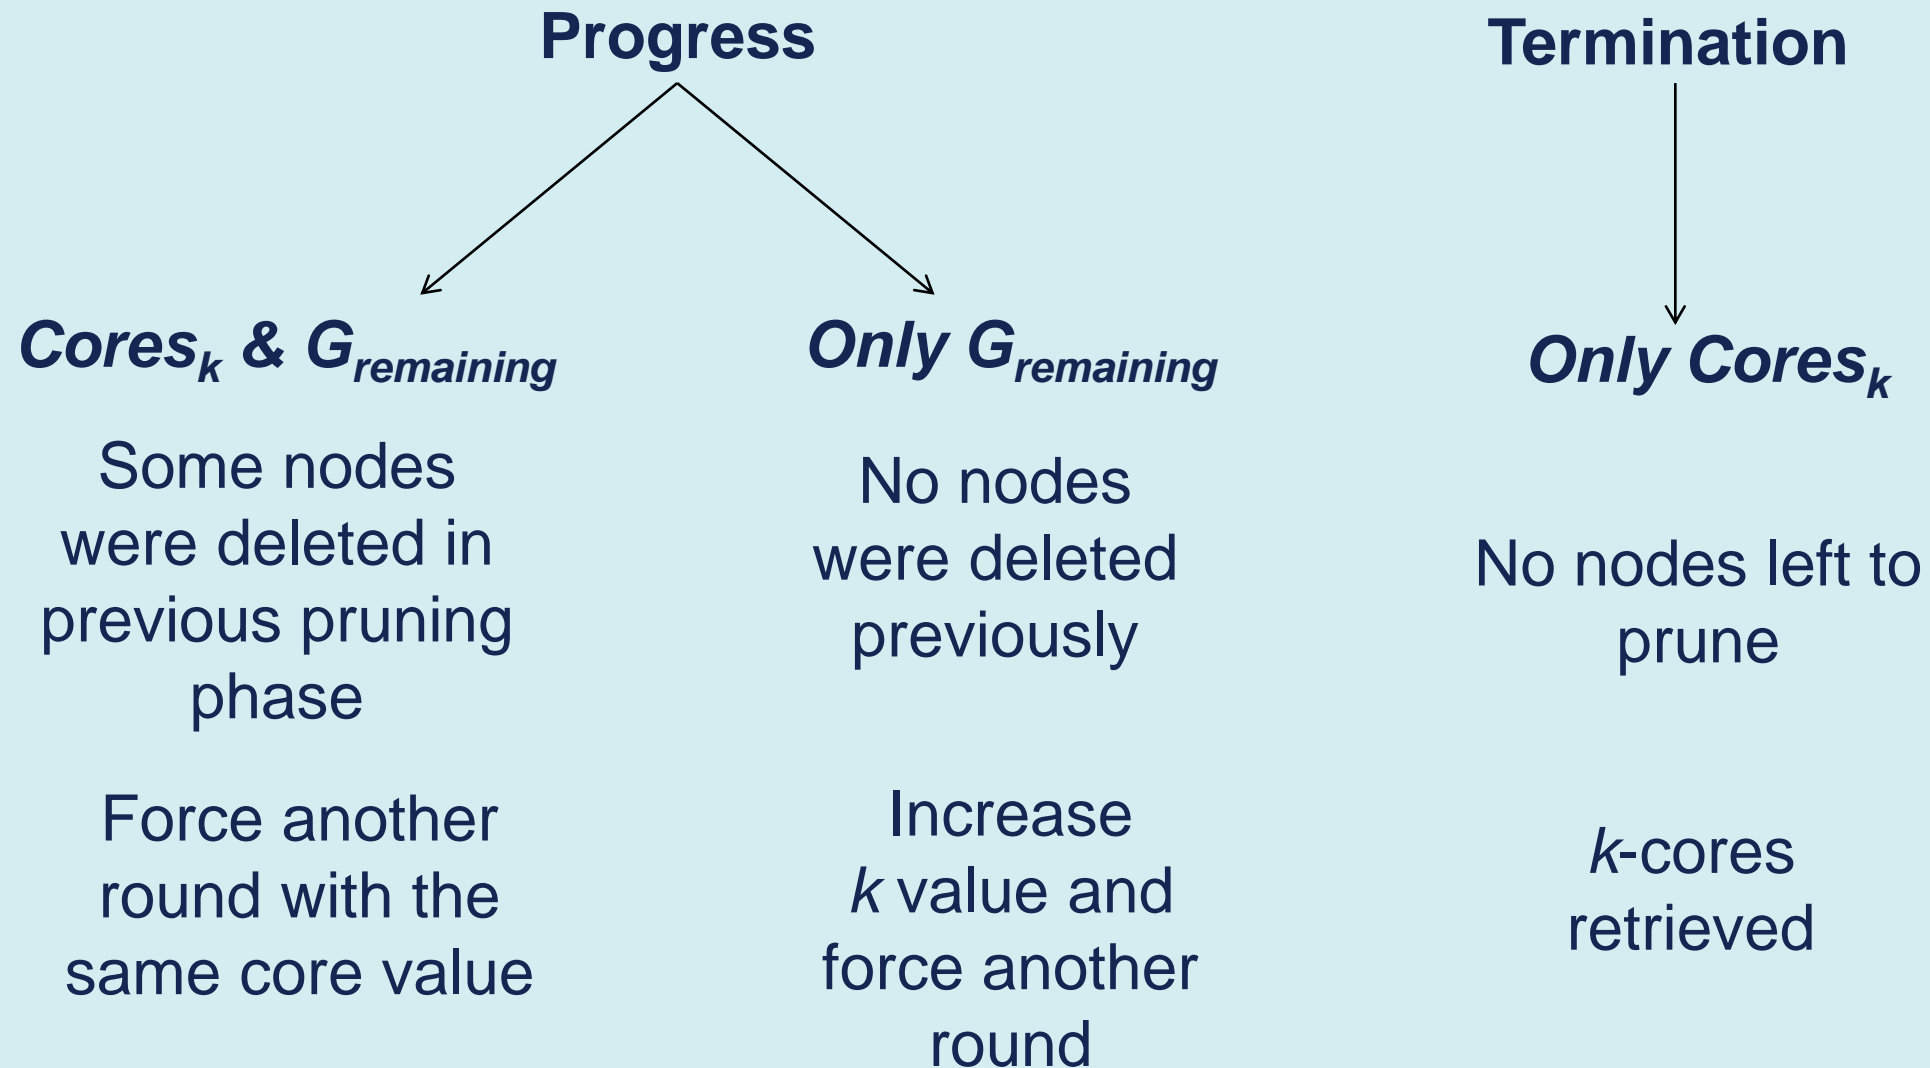 Progress
Termination
Cores_k & G_remaining
Only G_remaining
Only Cores_k
Some nodes
were deleted in
previous pruning
phase
No nodes
were deleted
previously
No nodes left to
prune
Force another
round with the
same core value
Increase
k value and
force another
round
k-cores
retrieved